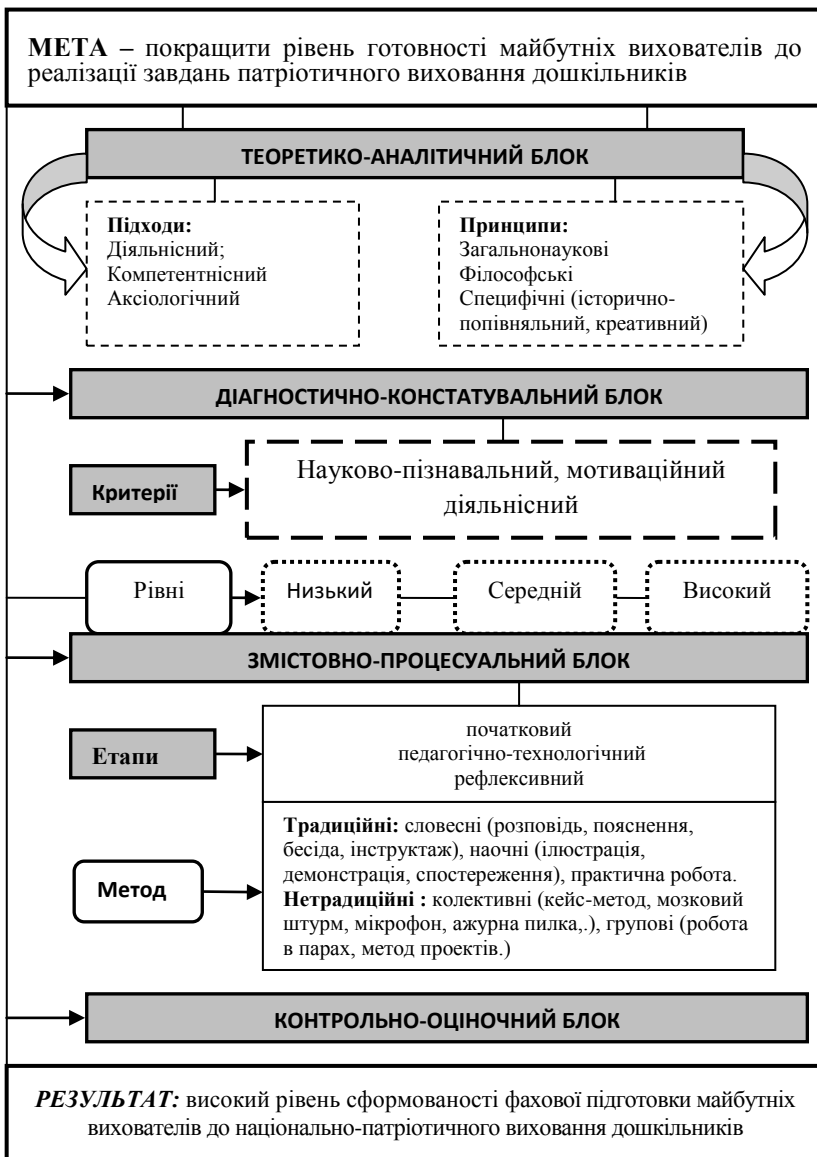 МЕТА – покращити рівень готовності майбутніх вихователів до
реалізації завдань патріотичного виховання дошкільників
ТЕОРЕТИКО-АНАЛІТИЧНИЙ БЛОК
Підходи:
Діяльнісний;
Компетентнісний
Аксіологічний
Принципи:
Загальнонаукові
Філософські
Специфічні (історично-
попівняльний, креативний)
ДІАГНОСТИЧНО-КОНСТАТУВАЛЬНИЙ БЛОК
Критерії
Науково-пізнавальний, мотиваційний
діяльнісний
Рівні
Низький
Середній
Високий
ЗМІСТОВНО-ПРОЦЕСУАЛЬНИЙ БЛОК
Етапи
початковий
педагогічно-технологічний
рефлексивний
Метод
Традиційні: словесні (розповідь, пояснення,
бесіда, інструктаж), наочні (ілюстрація,
демонстрація, спостереження), практична робота.
Нетрадиційні : колективні (кейс-метод, мозковий
штурм, мікрофон, ажурна пилка,.), групові (робота
в парах, метод проектів.)
КОНТРОЛЬНО-ОЦІНОЧНИЙ БЛОК
РЕЗУЛЬТАТ: високий рівень сформованості фахової підготовки майбутніх
вихователів до національно-патріотичного виховання дошкільників